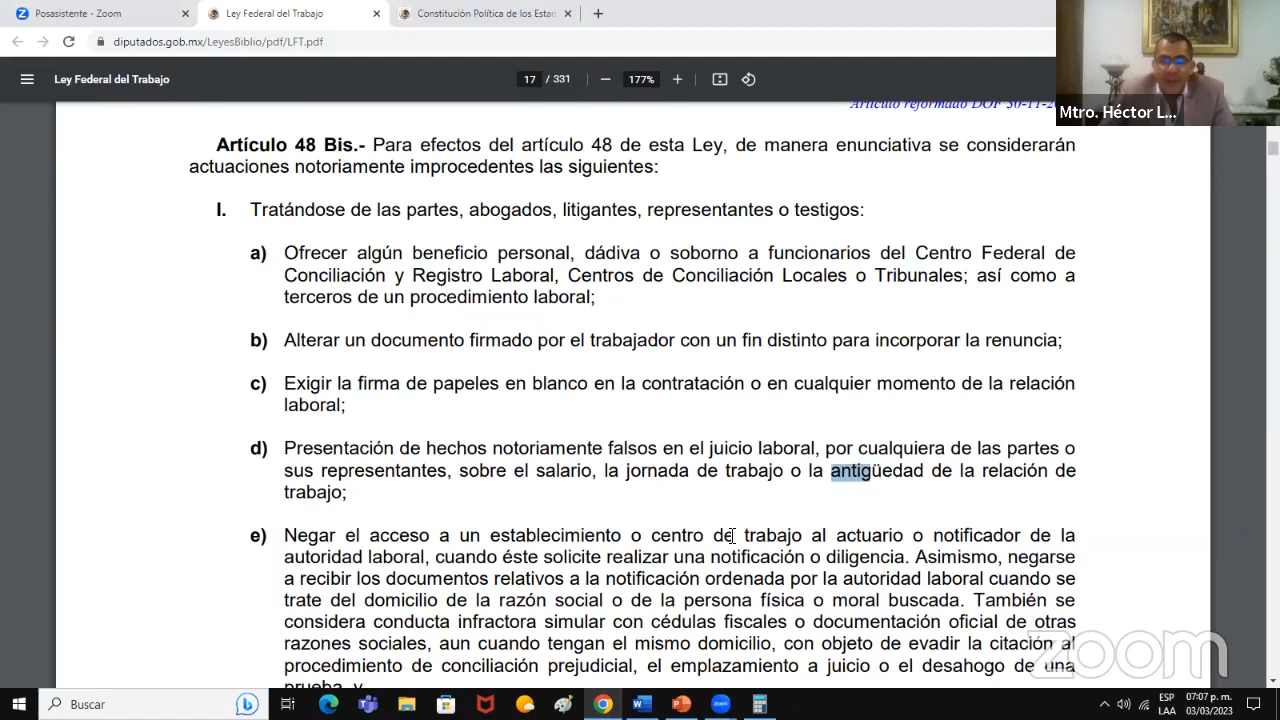 Posasistente - Zoom
Ley Federal del Trabajo
Constitución Política de los Estad
diputados.gob.mx/LeyesBiblio/pdf/LFT.pdf
Ley Federal del Trabajo
17 / 331
177%
Mtro. Héctor L...
Artículo reformado DOF 30-11-20
Artículo 48 Bis.- Para efectos del artículo 48 de esta Ley, de manera enunciativa se considerarán
actuaciones notoriamente improcedentes las siguientes:
I. Tratándose de las partes, abogados, litigantes, representantes o testigos:
a) Ofrecer algún beneficio personal, dádiva o soborno a funcionarios del Centro Federal de
Conciliación y Registro Laboral, Centros de Conciliación Locales o Tribunales; así como a
terceros de un procedimiento laboral;
b) Alterar un documento firmado por el trabajador con un fin distinto para incorporar la renuncia;
c) Exigir la firma de papeles en blanco en la contratación o en cualquier momento de la relación
laboral;
d) Presentación de hechos notoriamente falsos en el juicio laboral, por cualquiera de las partes o
sus representantes, sobre el salario, la jornada de trabajo o la antigüedad de la relación de
trabajo;
e) Negar el acceso a un establecimiento o centro de trabajo al actuario o notificador de la
autoridad laboral, cuando éste solicite realizar una notificación o diligencia. Asimismo, negarse
a recibir los documentos relativos a la notificación ordenada por la autoridad laboral cuando se
trate del domicilio de la razón social o de la persona física o moral buscada. También se
considera conducta infractora simular con cédulas fiscales o documentación oficial de otras
razones sociales, aun cuando tengan el mismo domicilio, con objeto de evadir la citación al
procedimiento de conciliación prejudicial, el emplazamiento a juicio o el desahogo de una
prueba, y
zoom
Buscar
zoom
ESP
LAA
07:07 p. m.
03/03/2023